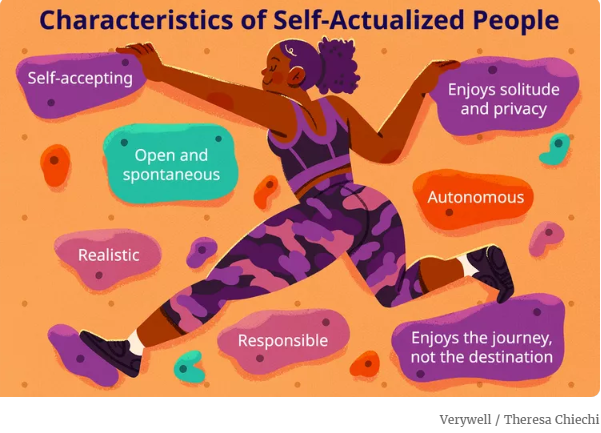 Characteristics of Self-Actualized People
Self-accepting
Enjoys solitude
and privacy
Open and
spontaneous
Autonomous
Realistic
Responsible
Enjoys the journey,
not the destination
Verywell / Theresa Chiechi